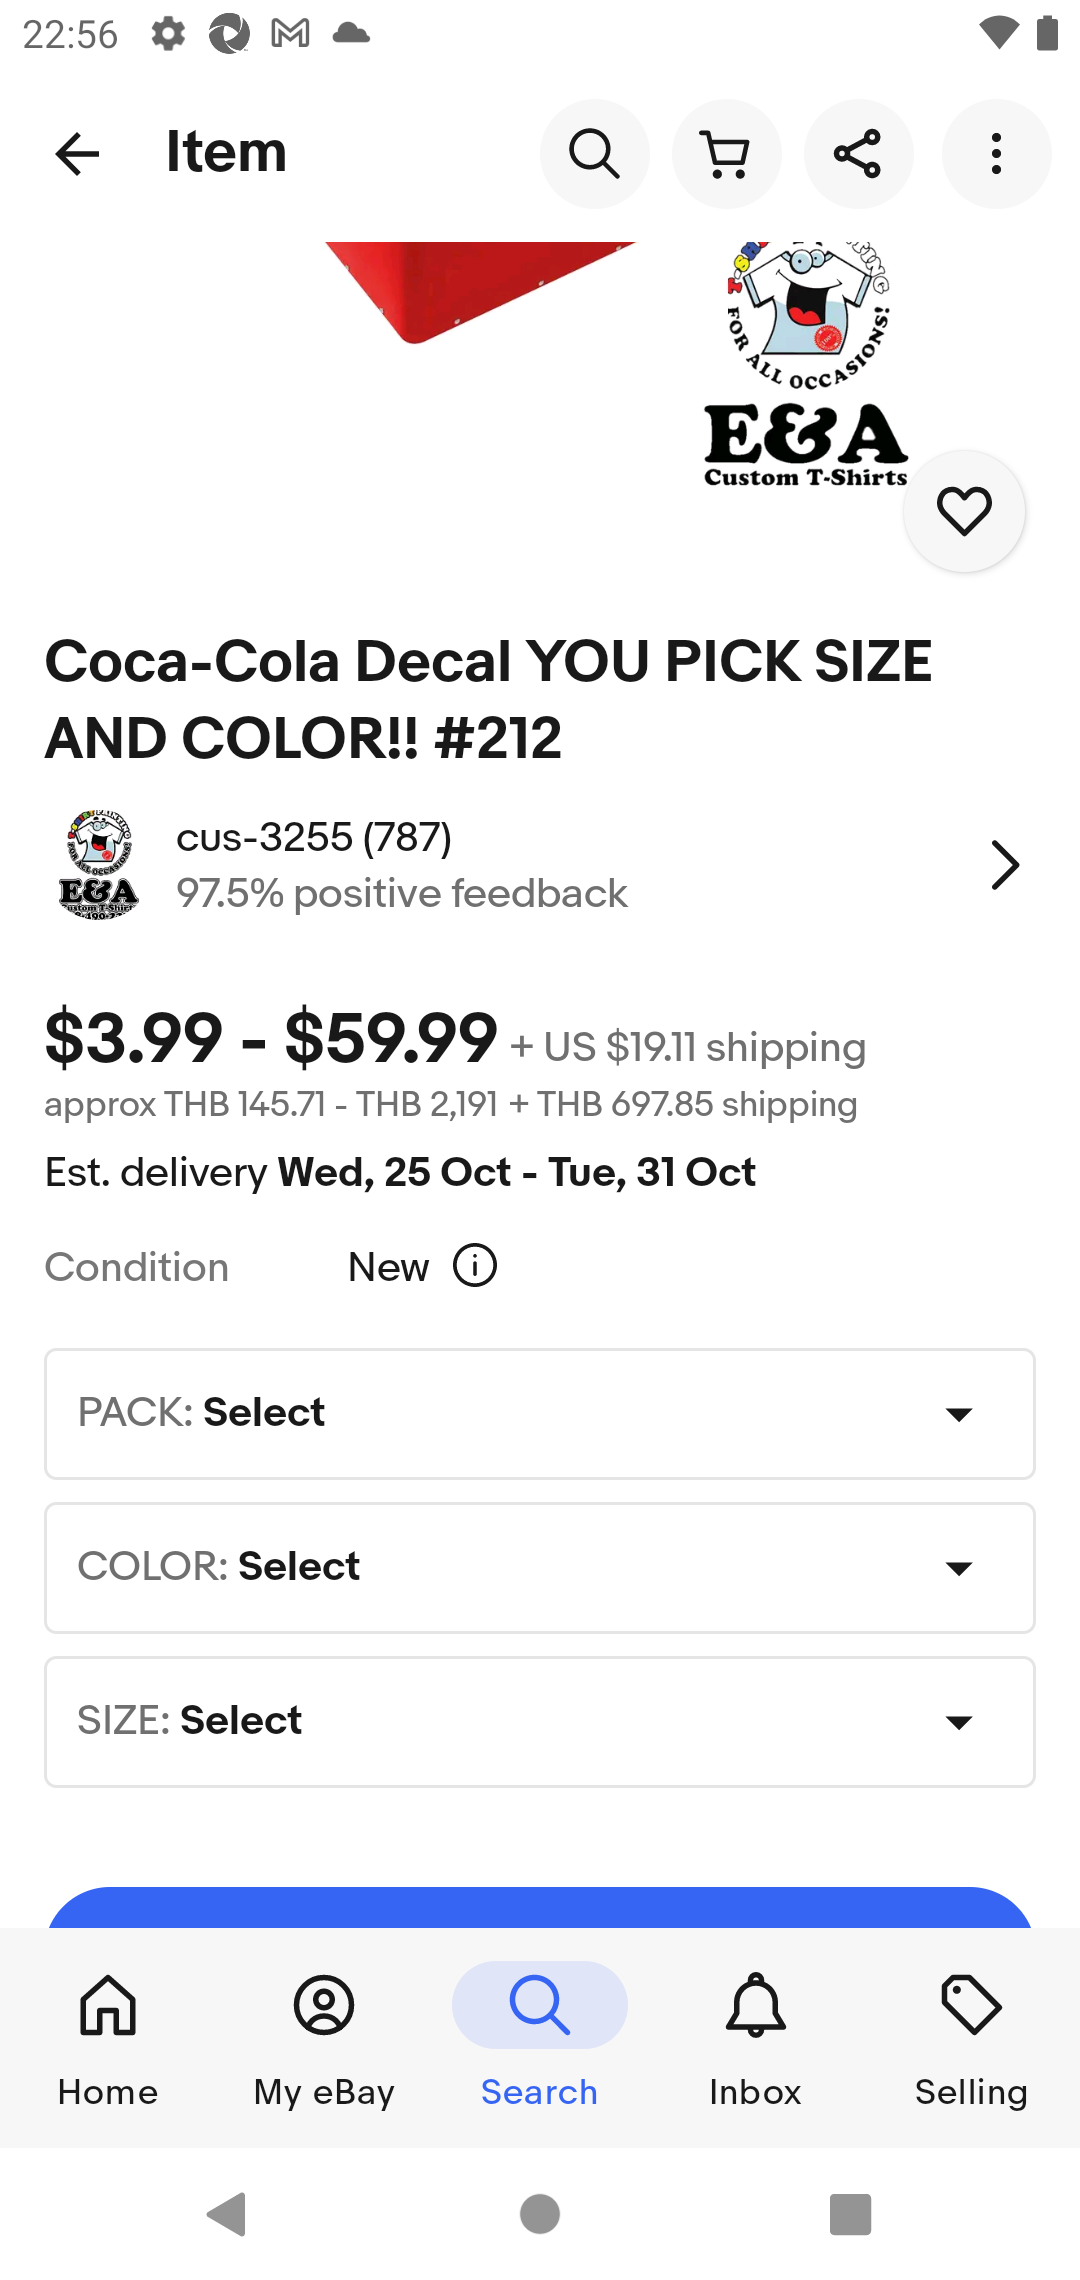 22:56
Item
FOR ALL OCCASIONS!
E&A
Custom T-Shirts
Coca-Cola Decal YOU PICK SIZE
AND COLOR!! #212
E&A
cus-3255 (787)
97.5% positive feedback
$3.99 - $59.99 + US $19.11 shipping
approx THB 145.71 - THB 2,191 + THB 697.85 shipping
Est. delivery Wed, 25 Oct - Tue, 31 Oct
Condition New
PACK: Select
COLOR: Select
SIZE: Select
Home My eBay Search Inbox Selling